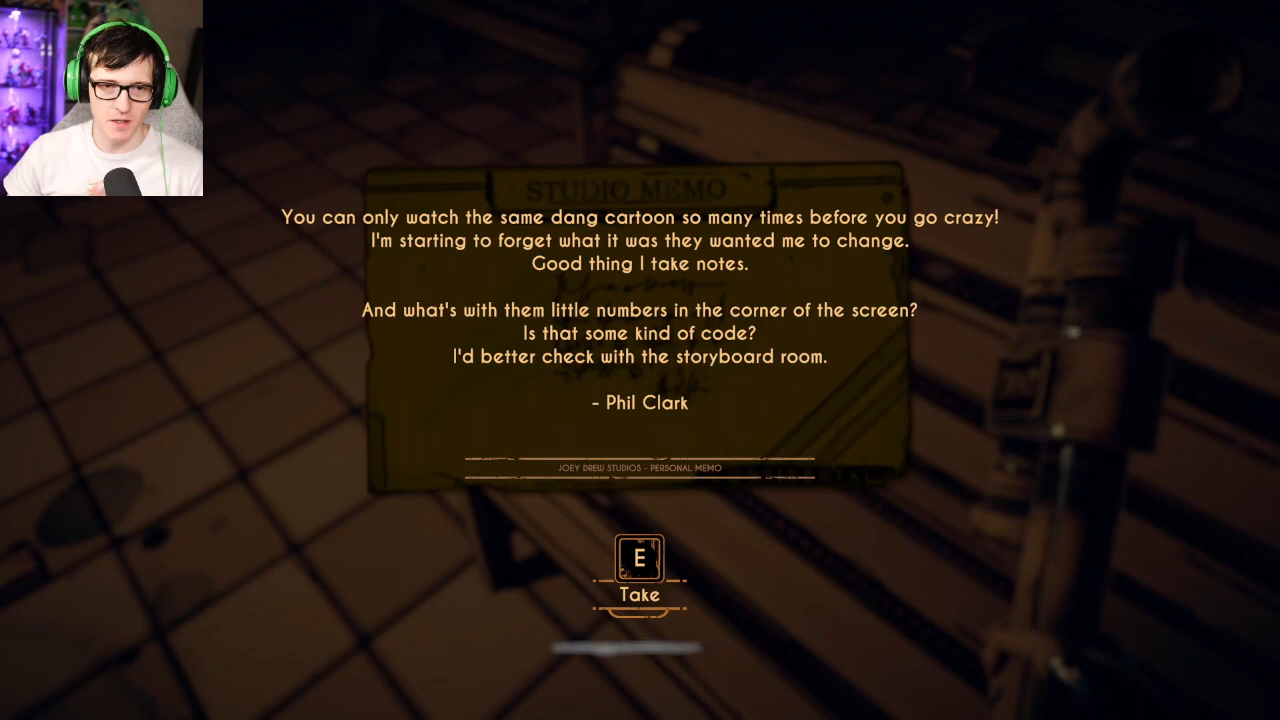 STUDIO MEMO
You can only watch the same dang cartoon so many times before you go crazy!
I'm starting to forget what it was they wanted me to change.
Good thing I take notes.
And what's with them little numbers in the corner of the screen?
Is that some kind of code?
I'd better check with the storyboard room.
- Phil Clark
JOEY DREW STUDIOS - PERSONAL MEMO
E
Take